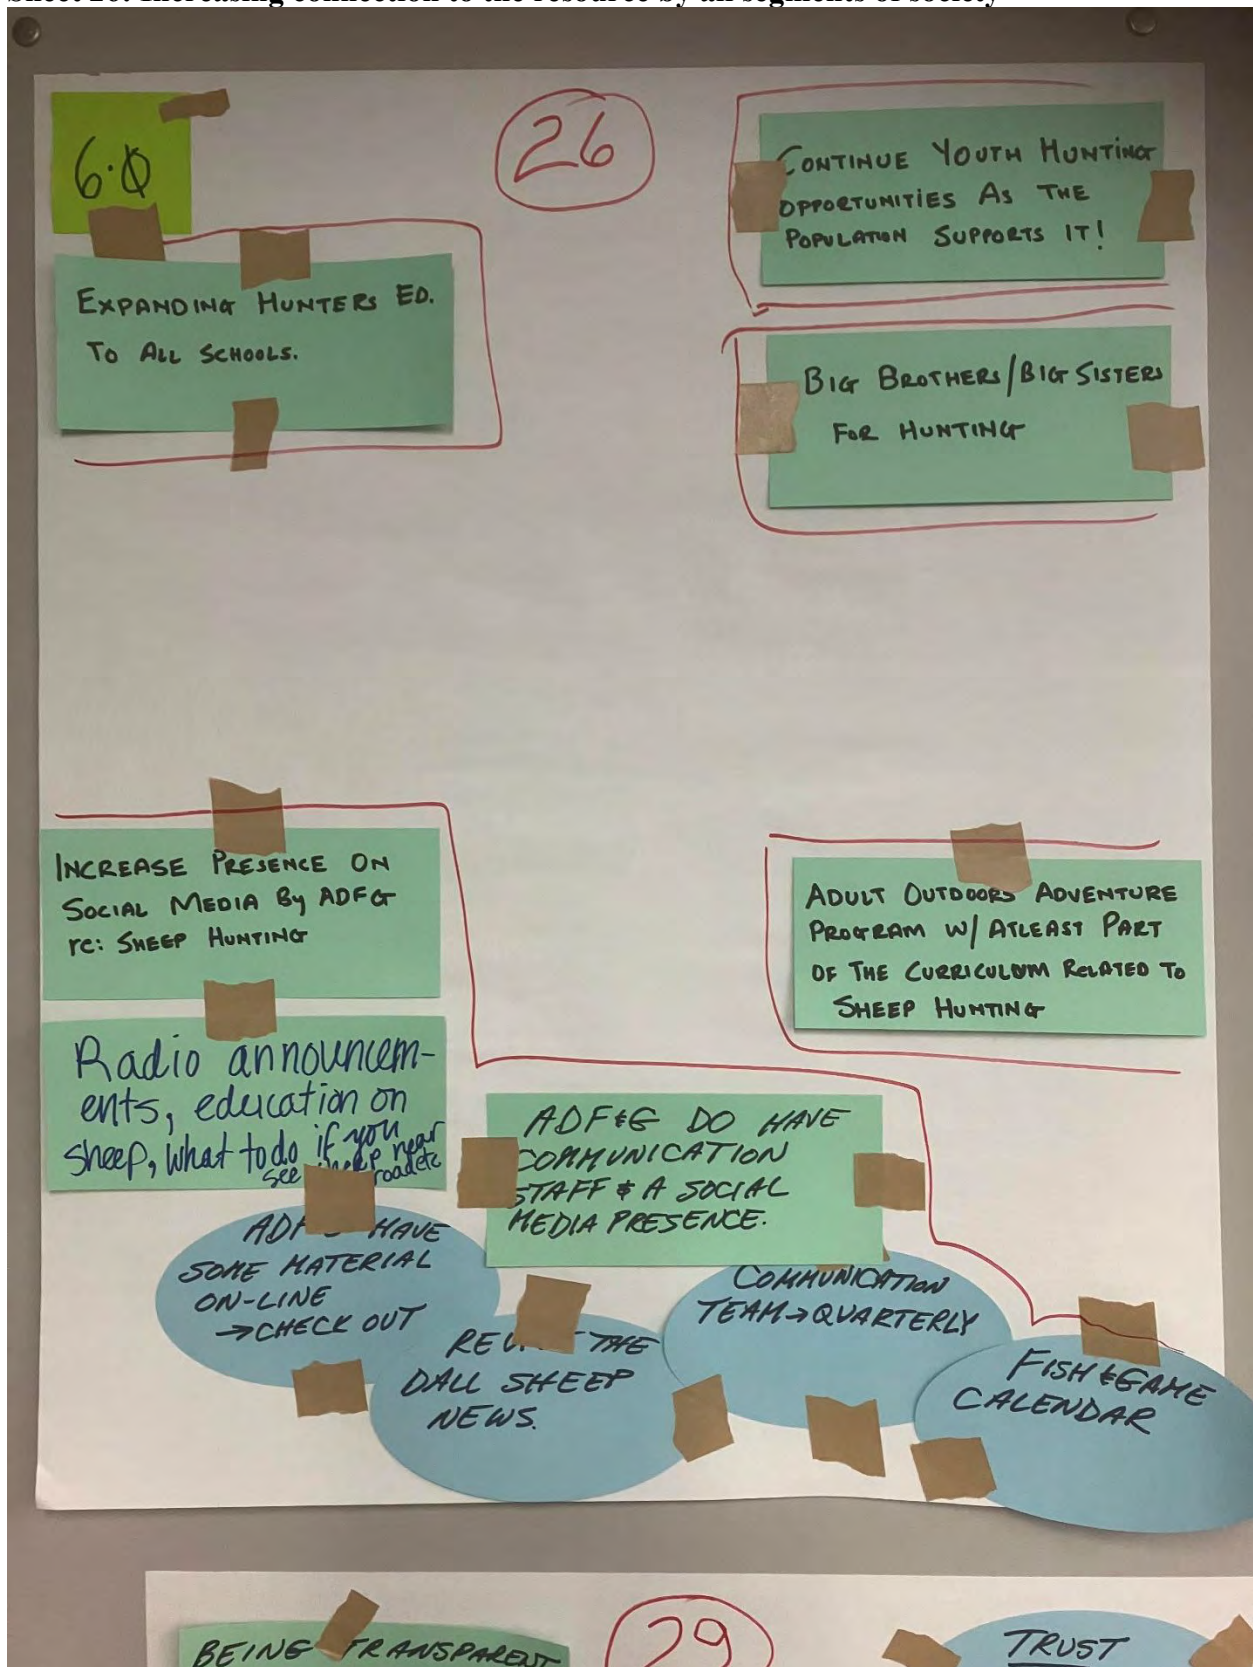 Sheet 26: Increasing connection to the resource by all segments of society
6.0
26
CONTINUE YOUTH HUNTING
OPPORTUNITIES AS THE
POPULATION SUPPORTS IT!
EXPANDING HUNTERS ED.
TO ALL SCHOOLS.
BIG BROTHERS/BIG SISTERS
FOR HUNTING
INCREASE PRESENCE ON
SOCIAL MEDIA By ADFG
re: SHEEP HUNTING
ADULT OUTDOORS ADVENTURE
PROGRAM W/ ATLEAST PART
OF THE CURRICULUM RELATED TO
SHEEP HUNTING
Radio announcem-
ents, education on
sheep, what to do if you
see sheep near
road etc
ADF&G DO HAVE
COMMUNICATION
STAFF & A SOCIAL
MEDIA PRESENCE.
HAVE
SOME MATERIAL
ON-LINE
→CHECK OUT
THE
DALL SHEEP
NEWS.
COMMUNICATION
TEAM→QUARTERLY
FISH & GAME
CALENDAR
BEING TRANSPARENT
29
TRUST